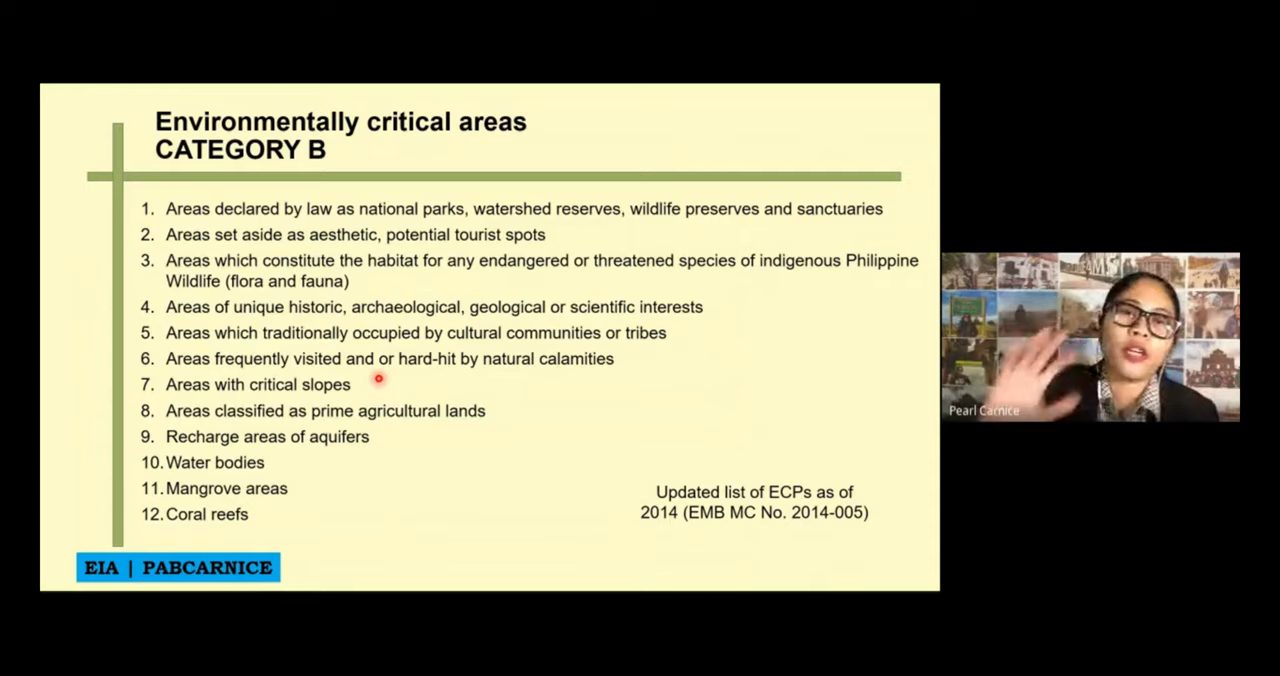 Environmentally critical areas
CATEGORY B
1. Areas declared by law as national parks, watershed reserves, wildlife preserves and sanctuaries
2. Areas set aside as aesthetic, potential tourist spots
3. Areas which constitute the habitat for any endangered or threatened species of indigenous Philippine
Wildlife (flora and fauna)
4. Areas of unique historic, archaeological, geological or scientific interests
5. Areas which traditionally occupied by cultural communities or tribes
6. Areas frequently visited and or hard-hit by natural calamities
7. Areas with critical slopes
8. Areas classified as prime agricultural lands
9. Recharge areas of aquifers
10. Water bodies
11. Mangrove areas
12. Coral reefs
Updated list of ECPs as of
2014 (EMB MC No. 2014-005)
EIA | PABCARNICE
Pearl Carnice